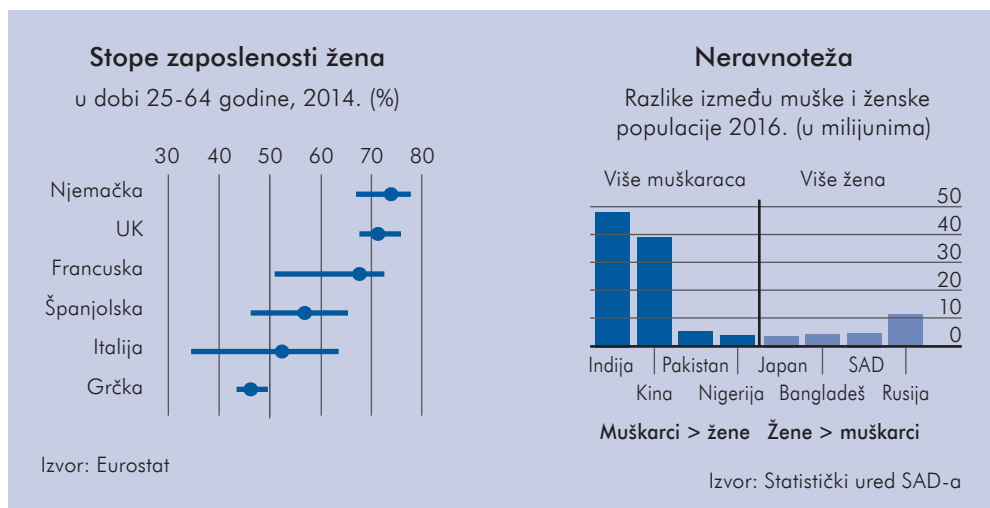 Stope zaposlenosti žena
u dobi 25-64 godine, 2014. (%)
30 40 50 60 70 80
Njemačka
UK
Francuska
Španjolska
Italija
Grčka
Izvor: Eurostat
Neravnoteža
Razlike između muške i ženske
populacije 2016. (u milijunima)
Više muškaraca Više žena
50
40
30
20
10
0
Indija Pakistan Japan SAD
Kina Nigerija Bangladeš Rusija
Muškarci > žene Žene > muškarci
Izvor: Statistički ured SAD-a